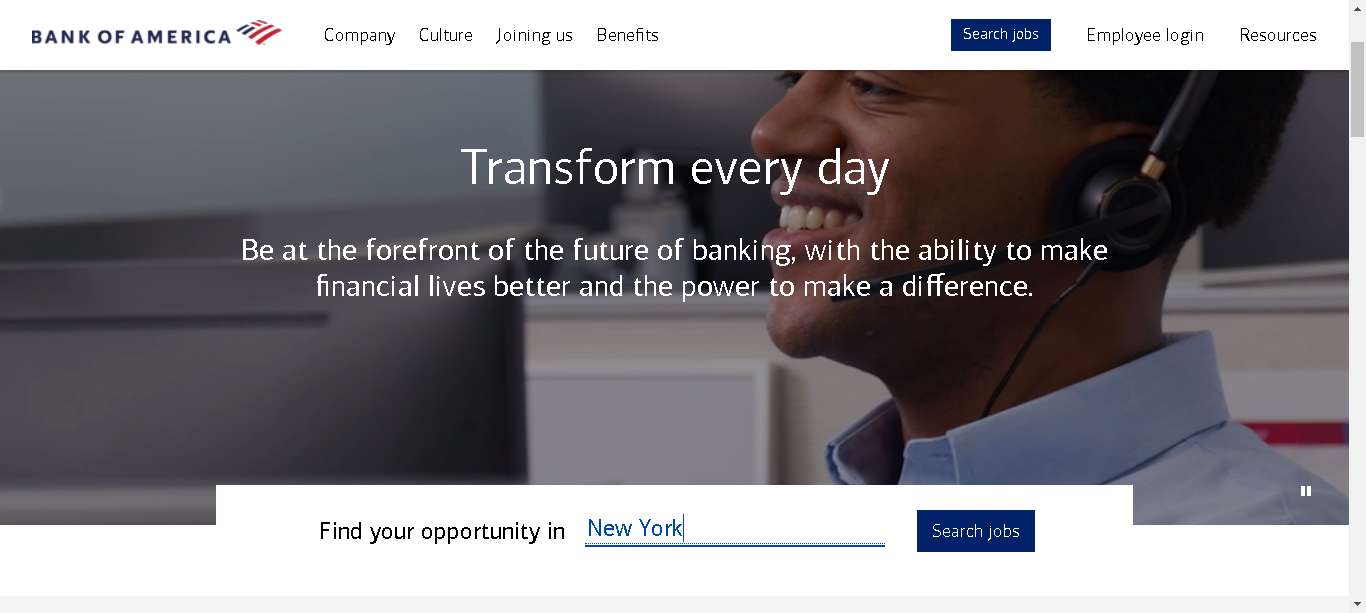 BANK OF AMERICA
Company Culture Joining us Benefits
Search jobs Employee login Resources
Transform every day
Be at the forefront of the future of banking, with the ability to make
financial lives better and the power to make a difference.
Find your opportunity in New York Search jobs